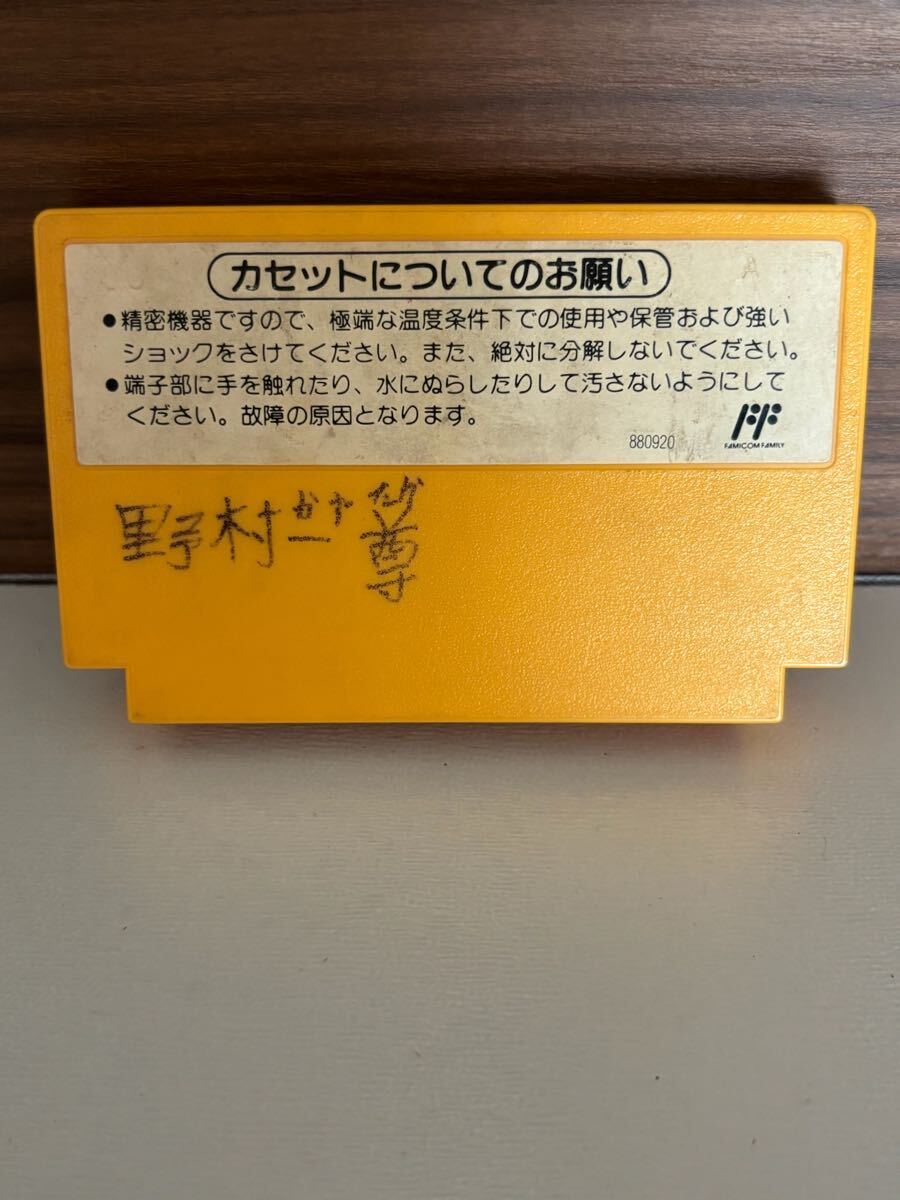 カセットについてのお願い
●精密機器ですので、極端な温度条件下での使用や保管および強い
ショックをさけてください。また、絶対に分解しないでください。
●端子部に手を触れたり、水にぬらしたりして汚さないようにして
ください。故障の原因となります。
880920
FAMICOM FAMILY
野村